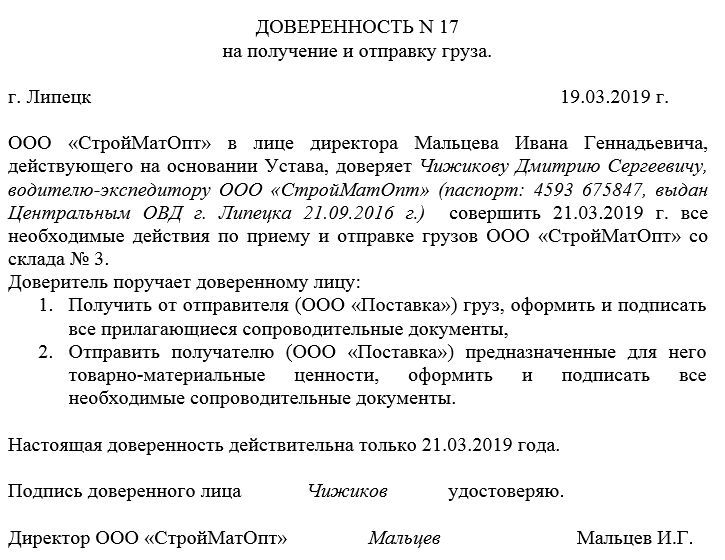 ДОВЕРЕННОСТЬ N 17
на получение и отправку груза.
г. Липецк 19.03.2019 г.
ООО «СтройМатОпт» в лице директора Мальцева Ивана Геннадьевича,
действующего на основании Устава, доверяет Чижикову Дмитрию Сергеевичу,
водителю-экспедитору ООО «СтройМатОпт» (паспорт: 4593 675847, выдан
Центральным ОВД г. Липецка 21.09.2016 г.) совершить 21.03.2019 г. все
необходимые действия по приему и отправке грузов ООО «СтройМатОпт» со
склада № 3.
Доверитель поручает доверенному лицу:
1. Получить от отправителя (ООО «Поставка») груз, оформить и подписать
все прилагающиеся сопроводительные документы,
2. Отправить получателю (ООО «Поставка») предназначенные для него
товарно-материальные ценности, оформить и подписать все
необходимые сопроводительные документы.
Настоящая доверенность действительна только 21.03.2019 года.
Подпись доверенного лица Чижиков удостоверяю.
Директор ООО «СтройМатОпт» Мальцев Мальцев И.Г.